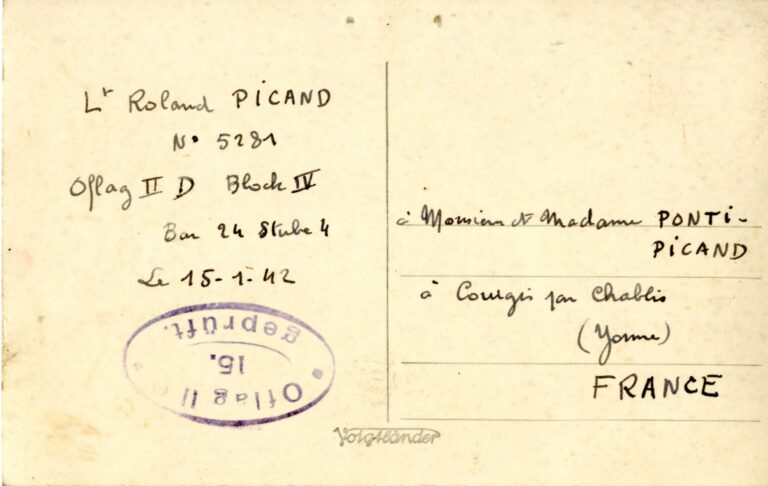 Lt Roland PICAND
N° 5281
Oflag II D Block IV
Bar 24 Stube 4
Le 15-1-42
Oflag II D
15.
geprüft.
à Monsieur et Madame PONTI-
PICAND
à Courgis par Chablis
(Yonne)
FRANCE
Voigtländer